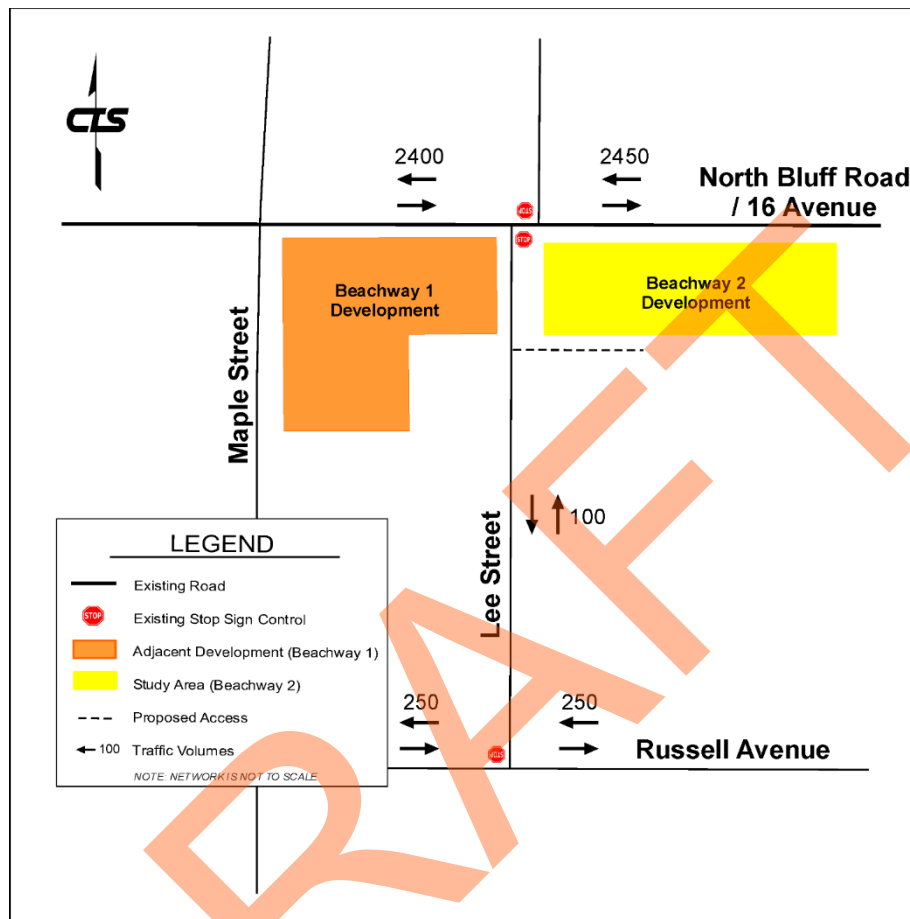 CTS
2400
2450
North Bluff Road
/ 16 Avenue
STOP
STOP
Beachway 1
Development
Beachway 2
Development
Maple Street
Lee Street
100
LEGEND
Existing Road
STOP
Existing Stop Sign Control
Adjacent Development (Beachway 1)
Study Area (Beachway 2)
Proposed Access
100 Traffic Volumes
NOTE: NETWORK IS NOT TO SCALE
250
250
STOP
Russell Avenue
DRAFT